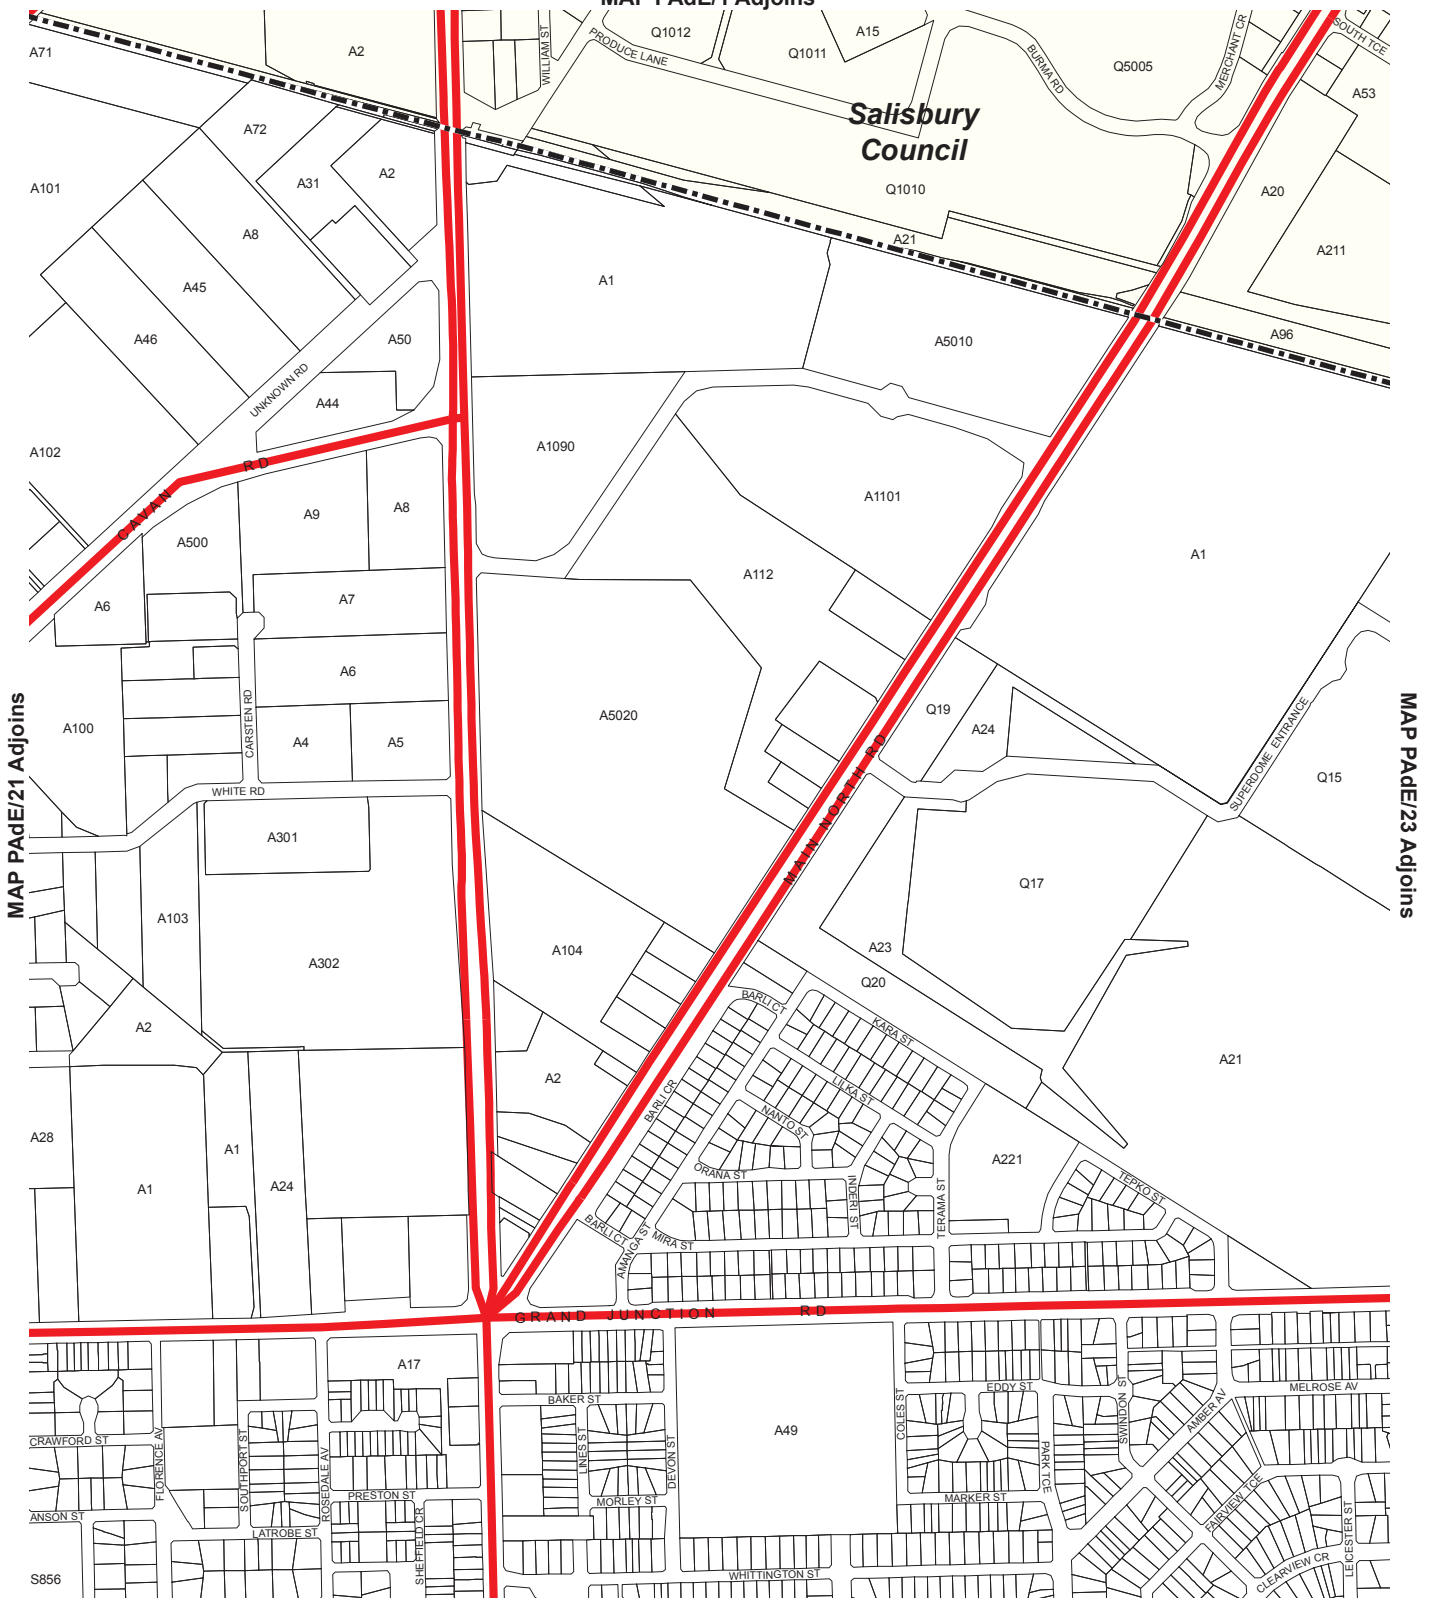 MAP PAdE/1 Adjoins
A71
A2
WILLIAM ST
Q1012
PRODUCE LANE
A15
Q1011
BURMA RD
Q5005
MERCHANT CR
SOUTH TCE
A53
Salisbury
Council
A72
A101
A31
A2
Q1010
A20
A8
A21
A211
A45
A1
A46
A50
A5010
A96
UNKNOWN RD
A44
A102
CAVAN RD
A1090
A1101
A9
A8
A500
A1
A112
A6
A7
A6
MAP PAdE/21 Adjoins
A100
CARSTEN RD
A4
A5
A5020
Q19
A24
MAIN NORTH RD
SUPERDOME ENTRANCE
Q15
MAP PAdE/23 Adjoins
WHITE RD
A301
Q17
A103
A302
A104
A23
Q20
A2
BARLI CT
KARA ST
A21
A2
LILKA ST
BARLI CR
NANTO ST
A28
A1
A1
A24
ORANA ST
INDERI ST
TERAMA ST
A221
TEPKO ST
BARLI CT
AMANGA ST
MIRA ST
GRAND JUNCTION RD
A17
BAKER ST
EDDY ST
MELROSE AV
CRAWFORD ST
FLORENCE AV
SOUTHPORT ST
ROSEDALE AV
LINES ST
DEVON ST
A49
COLES ST
PARK TCE
SWINDON ST
AMBER AV
PRESTON ST
MORLEY ST
MARKER ST
FAIRVIEW TCE
ANSON ST
LATROBE ST
SHEFFIELD CR
LEICESTER ST
S856
WHITTINGTON ST
CLEARVIEW CR